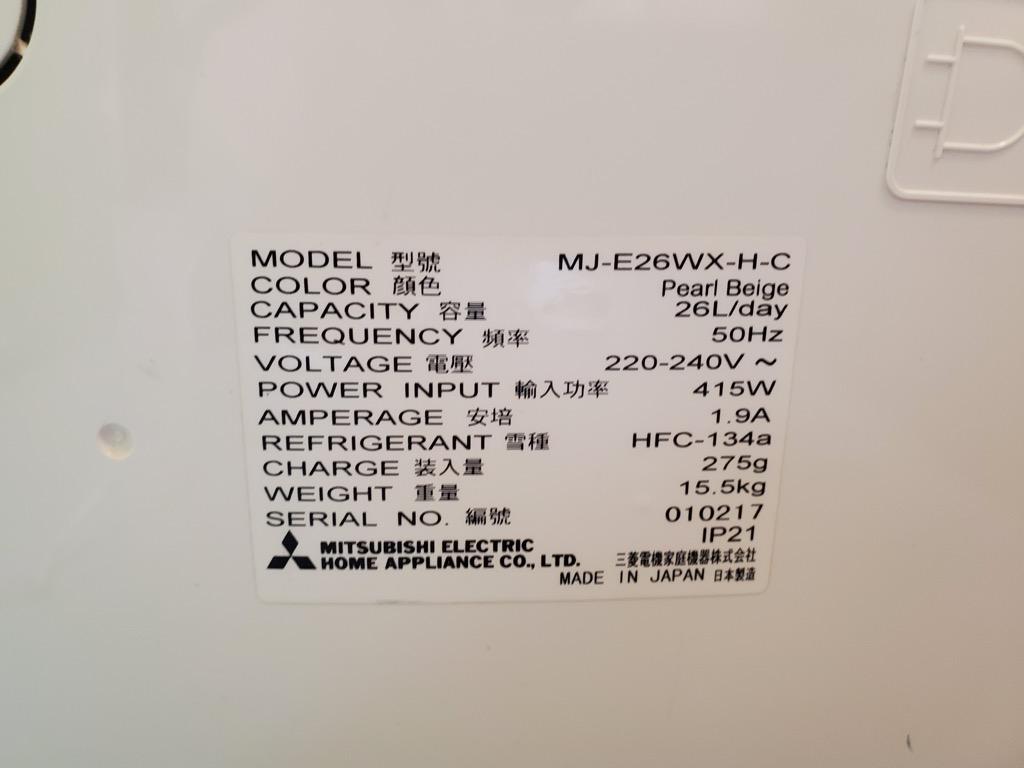 MODEL 型號 MJ-E26WX-H-C
COLOR 顔色 Pearl Beige
CAPACITY 容量 26L/day
FREQUENCY 頻率 50Hz
VOLTAGE 電壓 220-240V ~
POWER INPUT 輸入功率 415W
AMPERAGE 安培 1.9A
REFRIGERANT 雪種 HFC-134a
CHARGE 装入量 275g
WEIGHT 重量 15.5kg
SERIAL NO. 編號 010217
IP21
MITSUBISHI ELECTRIC
HOME APPLIANCE CO., LTD. 三菱電機家庭機器株式会社
MADE IN JAPAN 日本製造